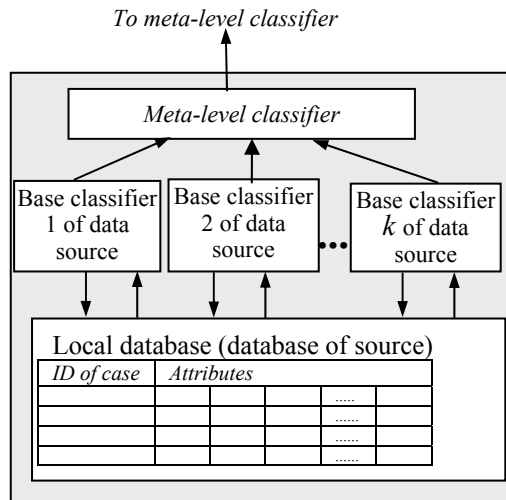 To meta-level classifier
Meta-level classifier
Base classifier
1 of data
source
Base classifier
2 of data
source
Base classifier
k of data
source
Local database (database of source)
ID of case Attributes
.....
......
......
......